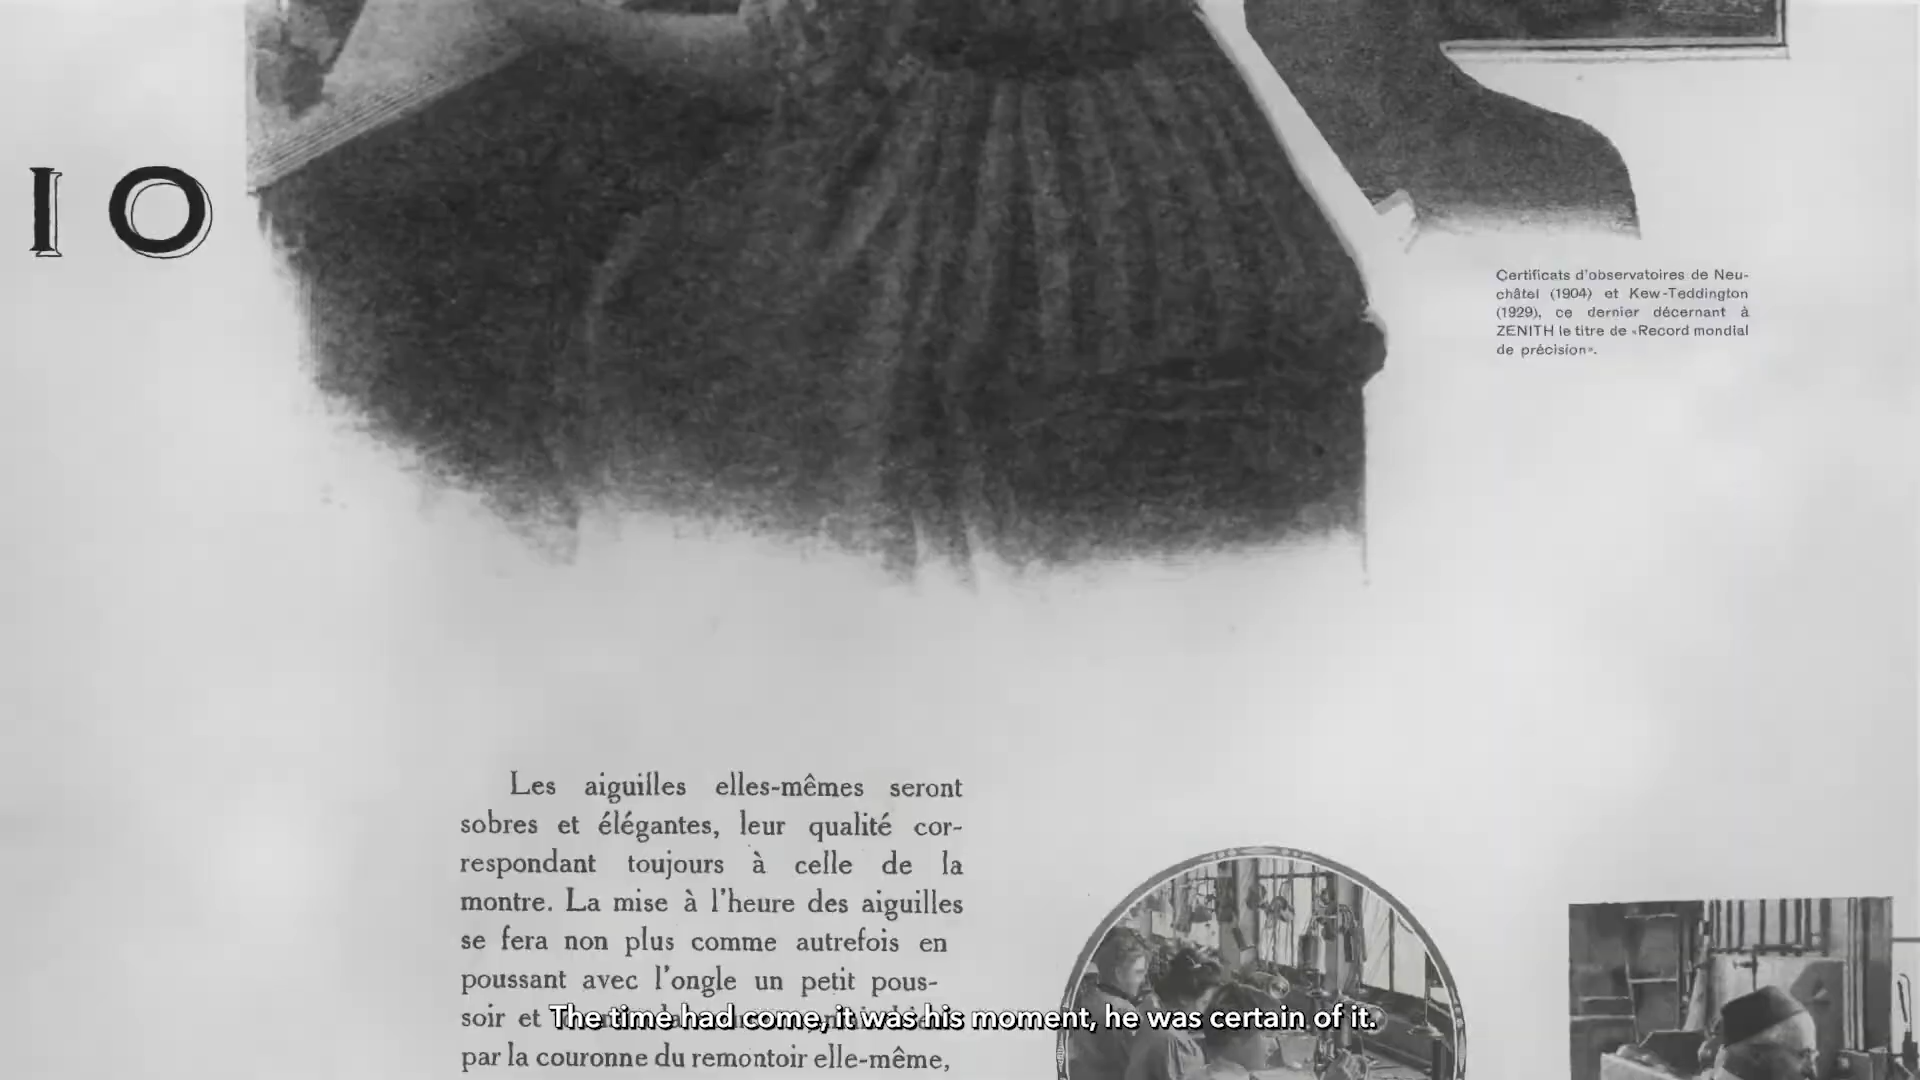 IO
Certificats d'observatoires de Neu-
châtel (1904) et Kew-Teddington
(1929), ce dernier décernant à
ZENITH le titre de «Record mondial
de précision».
Les aiguilles elles-mêmes seront
sobres et élégantes, leur qualité cor-
respondant toujours à celle de la
montre. La mise à l'heure des aiguilles
se fera non plus comme autrefois en
poussant avec l'ongle un petit pous-
soir et
The time had come, it was his moment, he was certain of it.
par la couronne du remontoir elle-même,